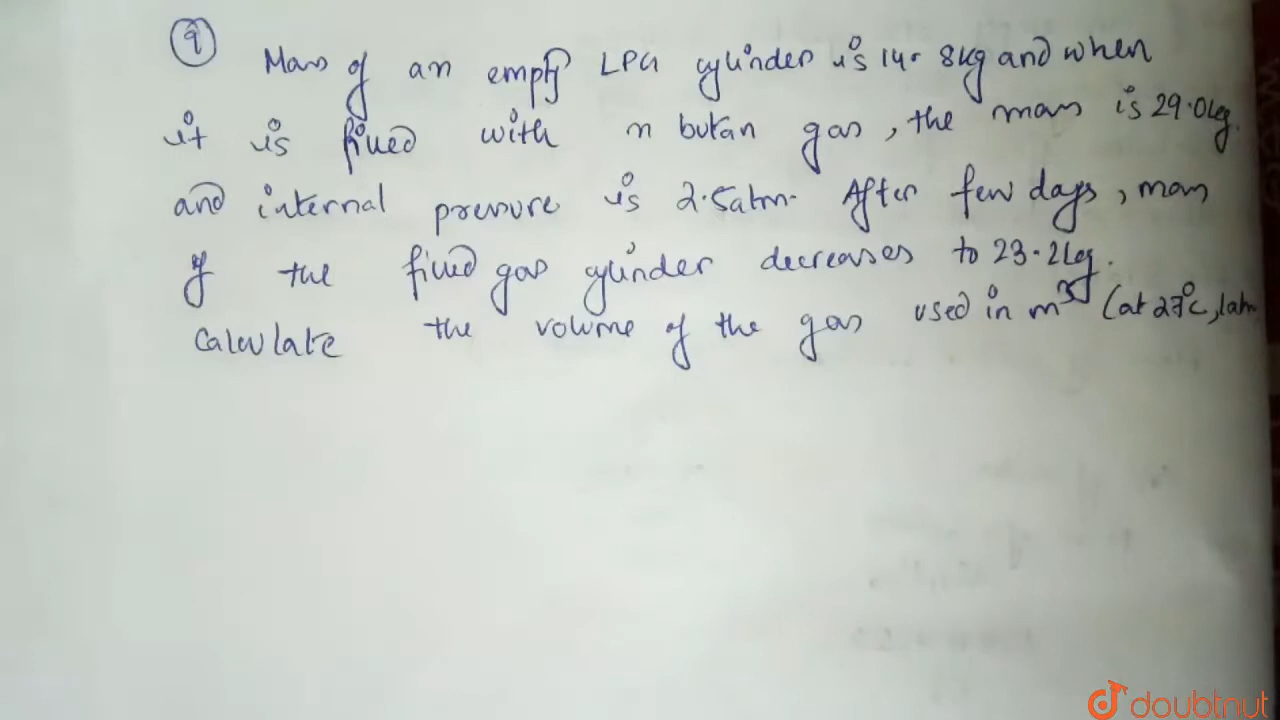 9
Mass of an empty LPG cylinder is 14.8kg and when
it is filled with n butan gas, the mass is 29.0kg.
and internal pressure is 2.5atm. After few days, mass
of the filled gas cylinder decreases to 23.2kg.
Calculate the volume of the gas used in m³ (at 27°C, 1atm
doubtnut